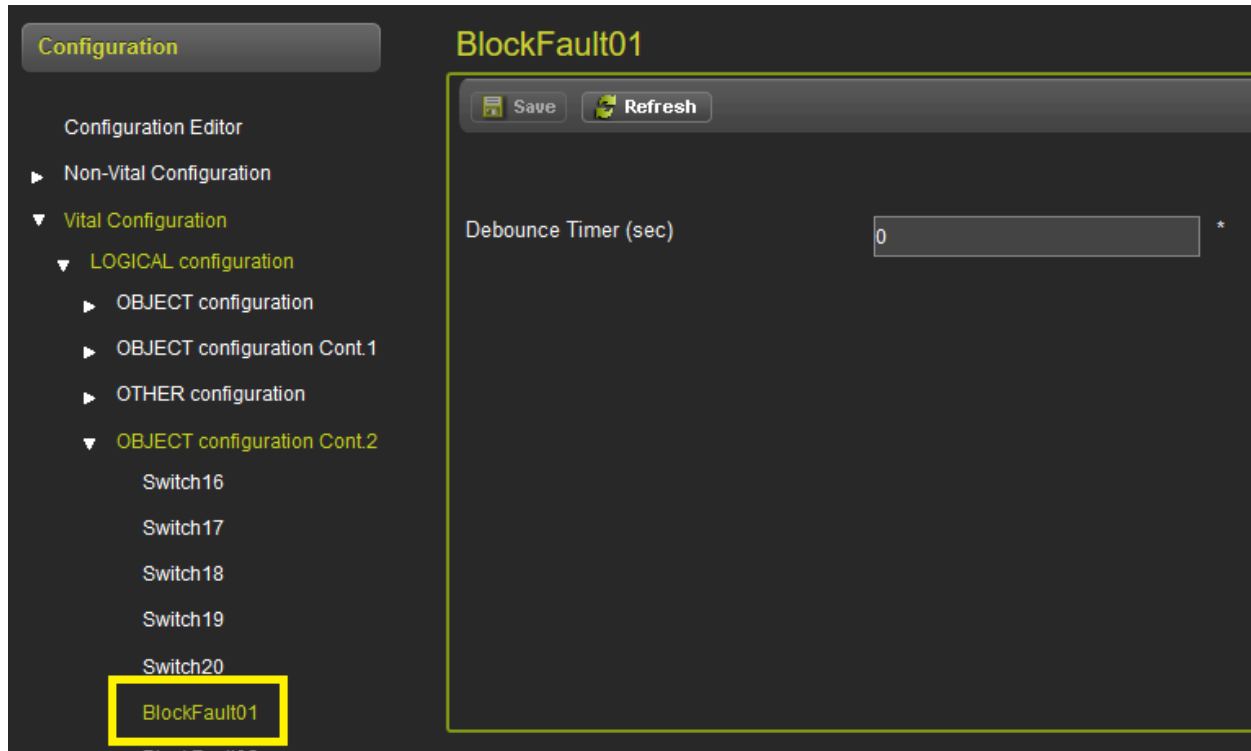 Configuration
Configuration Editor
Non-Vital Configuration
Vital Configuration
LOGICAL configuration
OBJECT configuration
OBJECT configuration Cont.1
OTHER configuration
OBJECT configuration Cont.2
Switch16
Switch17
Switch18
Switch19
Switch20
BlockFault01
BlockFault01
Save Refresh
Debounce Timer (sec) 0 *